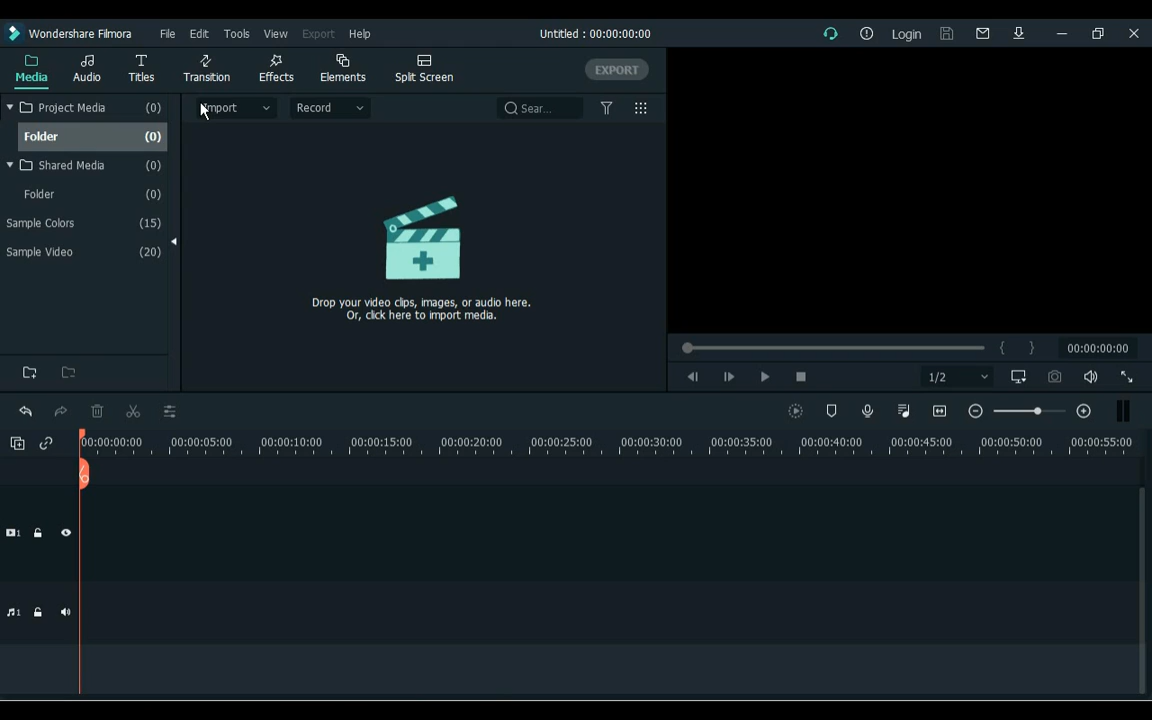 Wondershare Filmora File Edit Tools View Export Help Untitled : 00:00:00:00 Login
Media Audio Titles Transition Effects Elements Split Screen EXPORT
Project Media (0)
Import Record Sear...
Folder (0)
Shared Media (0)
Folder (0)
Sample Colors (15)
Sample Video (20)
Drop your video clips, images, or audio here.
Or, click here to import media.
{ } 00:00:00:00
1/2
00:00:00:00 00:00:05:00 00:00:10:00 00:00:15:00 00:00:20:00 00:00:25:00 00:00:30:00 00:00:35:00 00:00:40:00 00:00:45:00 00:00:50:00 00:00:55:00
1
1